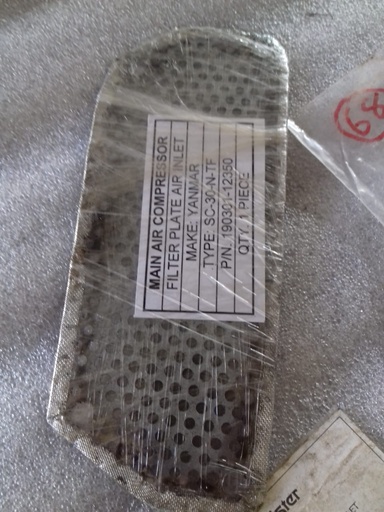 MAIN AIR COMPRESSOR
FILTER PLATE AIR INLET
MAKE: YANMAR
TYPE: SC-30-N-TF
P/N. 190301-12350
QTY. 1 PIECE